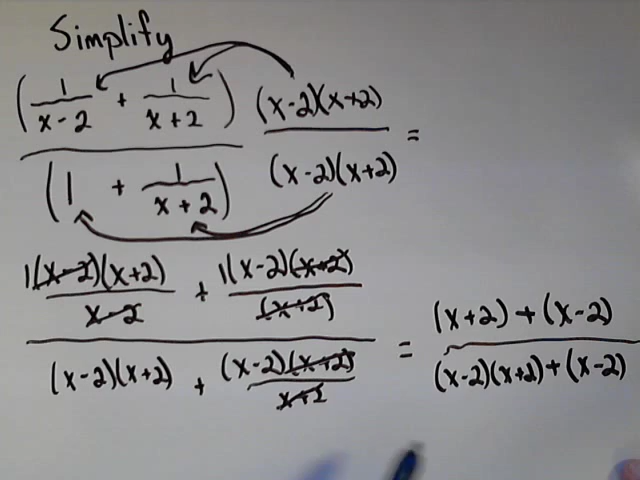 Simplify
(1/(x-2) + 1/(x+2)) (x-2)(x+2)
(1 + 1/(x+2)) (x-2)(x+2) =
1(x-2)(x+2)/(x-2) + 1(x-2)(x+2)/(x+2)
(x-2)(x+2) + (x-2)(x+2)/(x+2) = (x+2)+(x-2)
(x-2)(x+2)+(x-2)